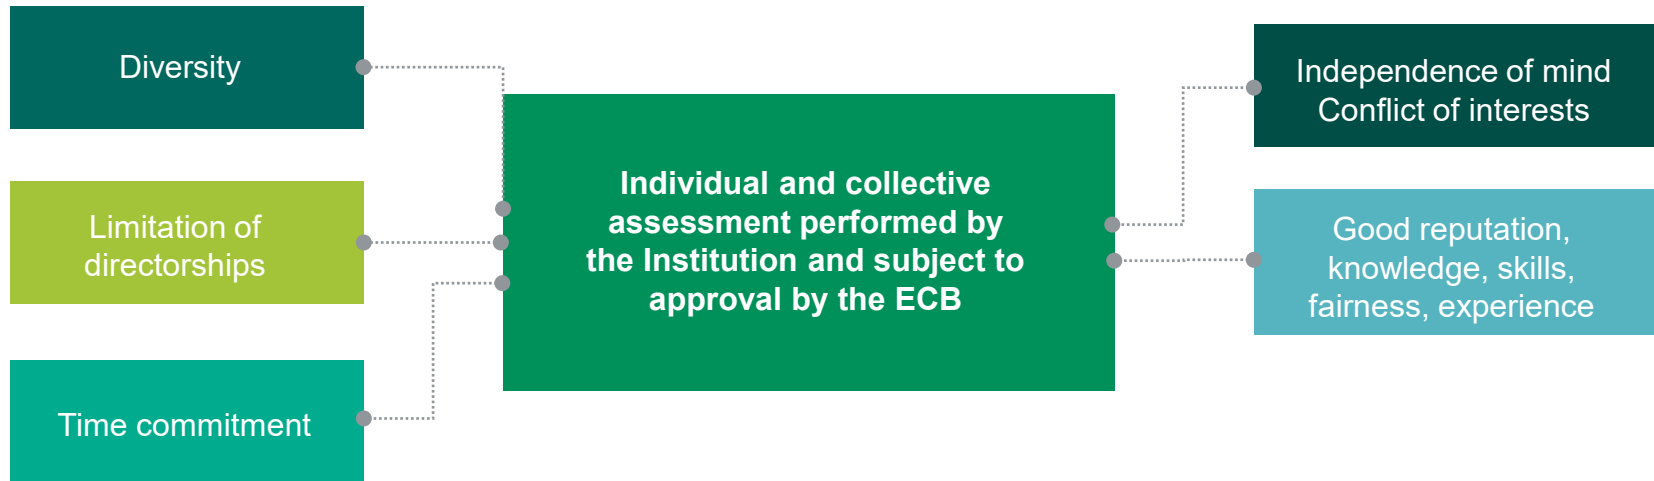 Diversity
Limitation of
directorships
Time commitment
Individual and collective
assessment performed by
the Institution and subject to
approval by the ECB
Independence of mind
Conflict of interests
Good reputation,
knowledge, skills,
fairness, experience